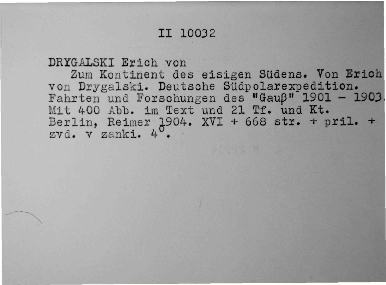 II 10032
DRYGALSKI Erich von
Zum Kontinent des eisigen Südens. Von Erich
von Drygalski. Deutsche Südpolarexpedition.
Fahrten und Forschungen des "Gauß" 1901 - 1903.
Mit 400 Abb. im Text und 21 Tf. und Kt.
Berlin, Reimer 1904. XVI + 668 str. + pril. +
zvd. v zanki. 4°.